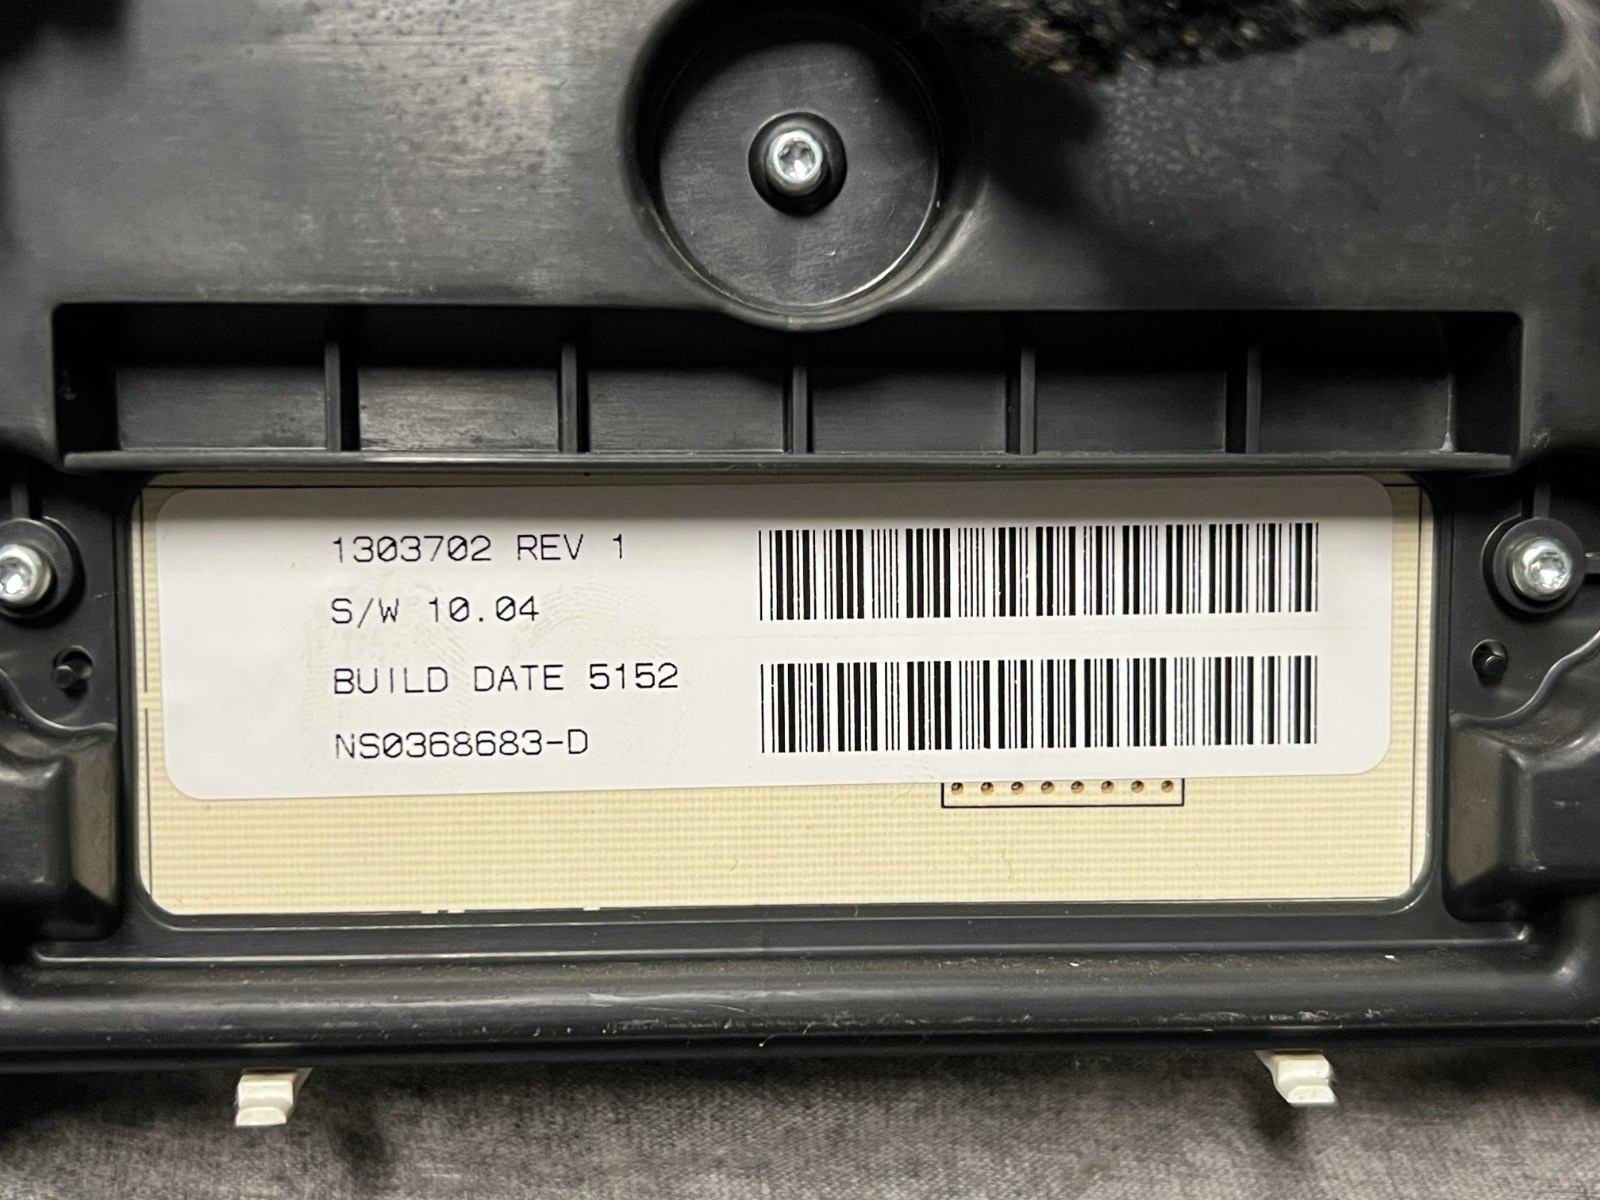 1303702 REV 1
S/W 10.04
BUILD DATE 5152
NS0368683-D